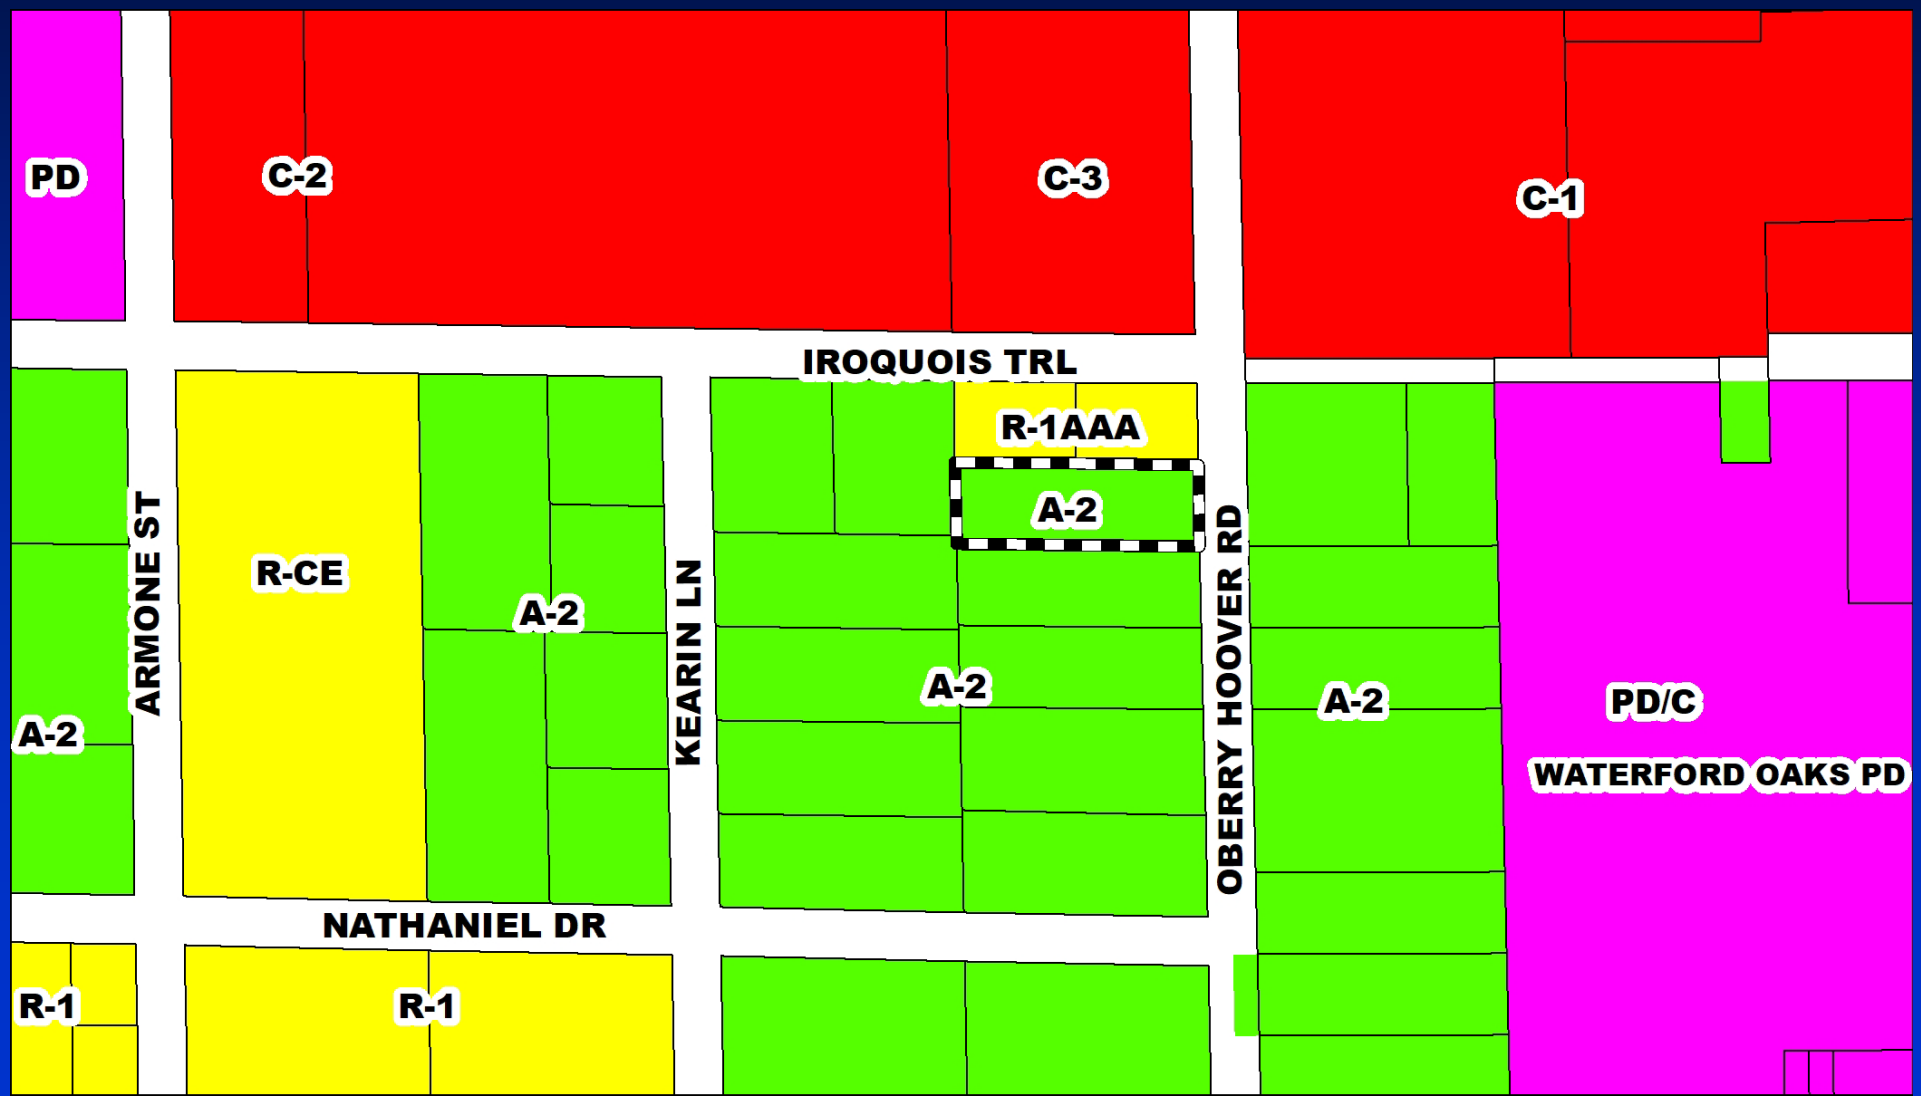 PD
C-2
C-3
C-1
IROQUOIS TRL
R-1AAA
A-2
ARMONE ST
R-CE
A-2
KEARIN LN
A-2
OBERRY HOOVER RD
A-2
PD/C
A-2
WATERFORD OAKS PD
NATHANIEL DR
R-1
R-1